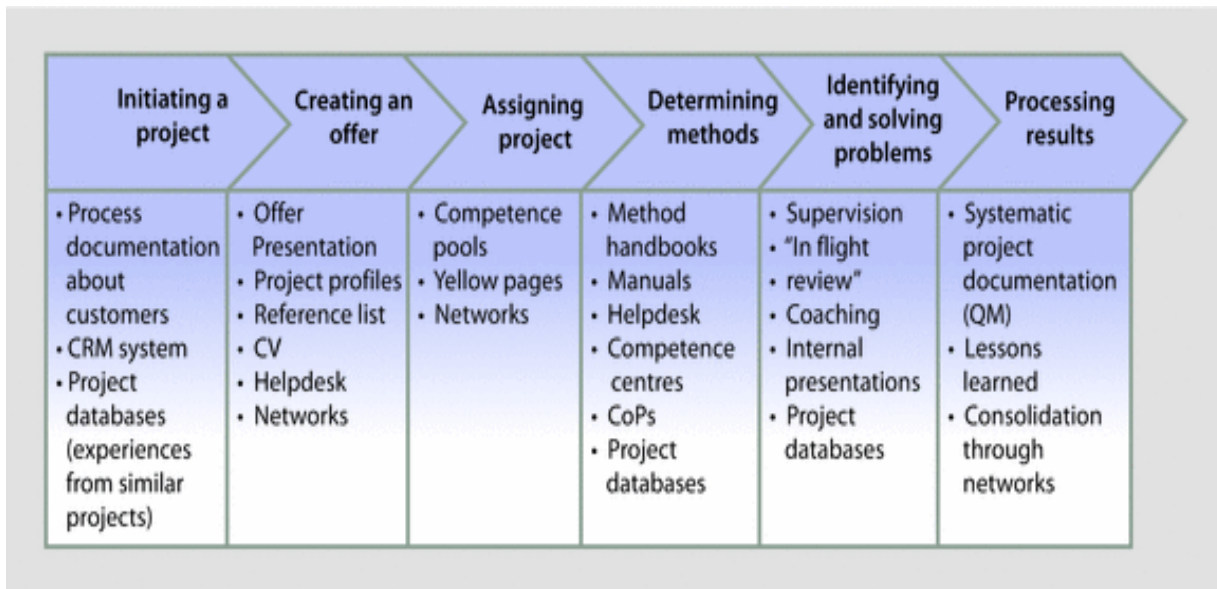 Initiating a
project
Creating an
offer
Assigning
project
Determining
methods
Identifying
and solving
problems
Processing
results
• Process
documentation
about
customers
• CRM system
• Project
databases
(experiences
from similar
projects)
• Offer
Presentation
• Project profiles
• Reference list
• CV
• Helpdesk
• Networks
• Competence
pools
• Yellow pages
• Networks
• Method
handbooks
• Manuals
• Helpdesk
• Competence
centres
• CoPs
• Project
databases
• Supervision
• "In flight
• review"
• Coaching
• Internal
presentations
• Project
databases
• Systematic
project
documentation
(QM)
• Lessons
learned
• Consolidation
through
networks